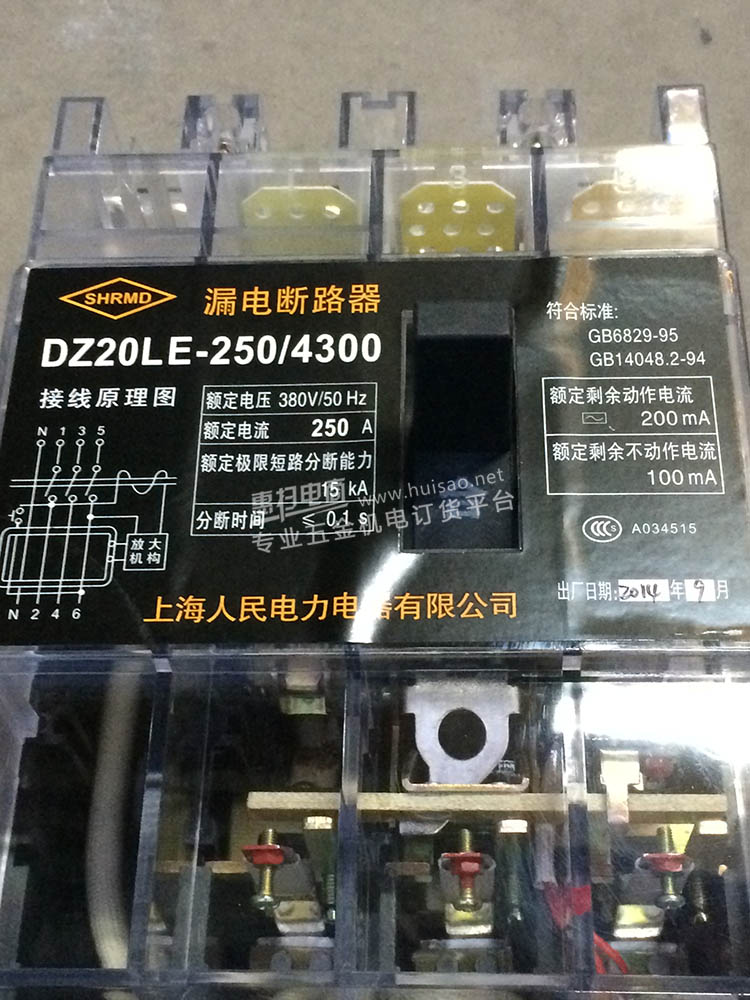 SHRMD
漏电断路器
DZ20LE-250/4300
接线原理图
N 1 3 5
放大
机构
N 2 4 6
额定电压 380V/50 Hz
额定电流 250 A
额定极限短路分断能力
15 kA
分断时间 ≤ 0.1 s
符合标准:
GB6829-95
GB14048.2-94
额定剩余动作电流
200 mA
额定剩余不动作电流
100 mA
CCC S A034515
出厂日期: 2014 年 9 月
上海人民电力电器有限公司
惠扫电商 www.huisao.net
专业五金机电订货平台
1
3